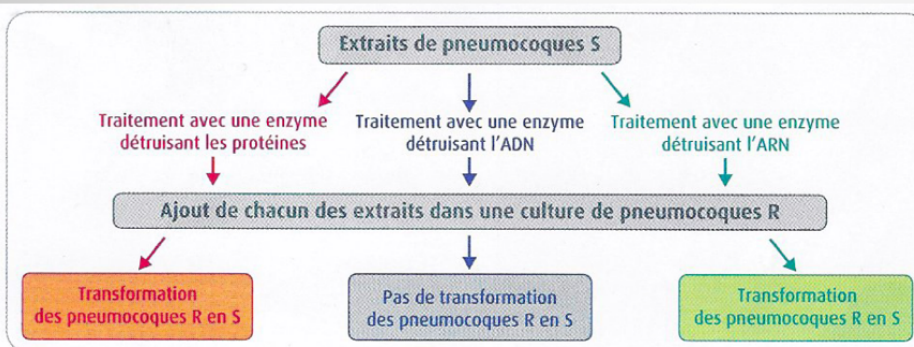 Extraits de pneumocoques S
Traitement avec une enzyme
détruisant les protéines
Traitement avec une enzyme
détruisant l'ADN
Traitement avec une enzyme
détruisant l'ARN
Ajout de chacun des extraits dans une culture de pneumocoques R
Transformation
des pneumocoques R en S
Pas de transformation
des pneumocoques R en S
Transformation
des pneumocoques R en S